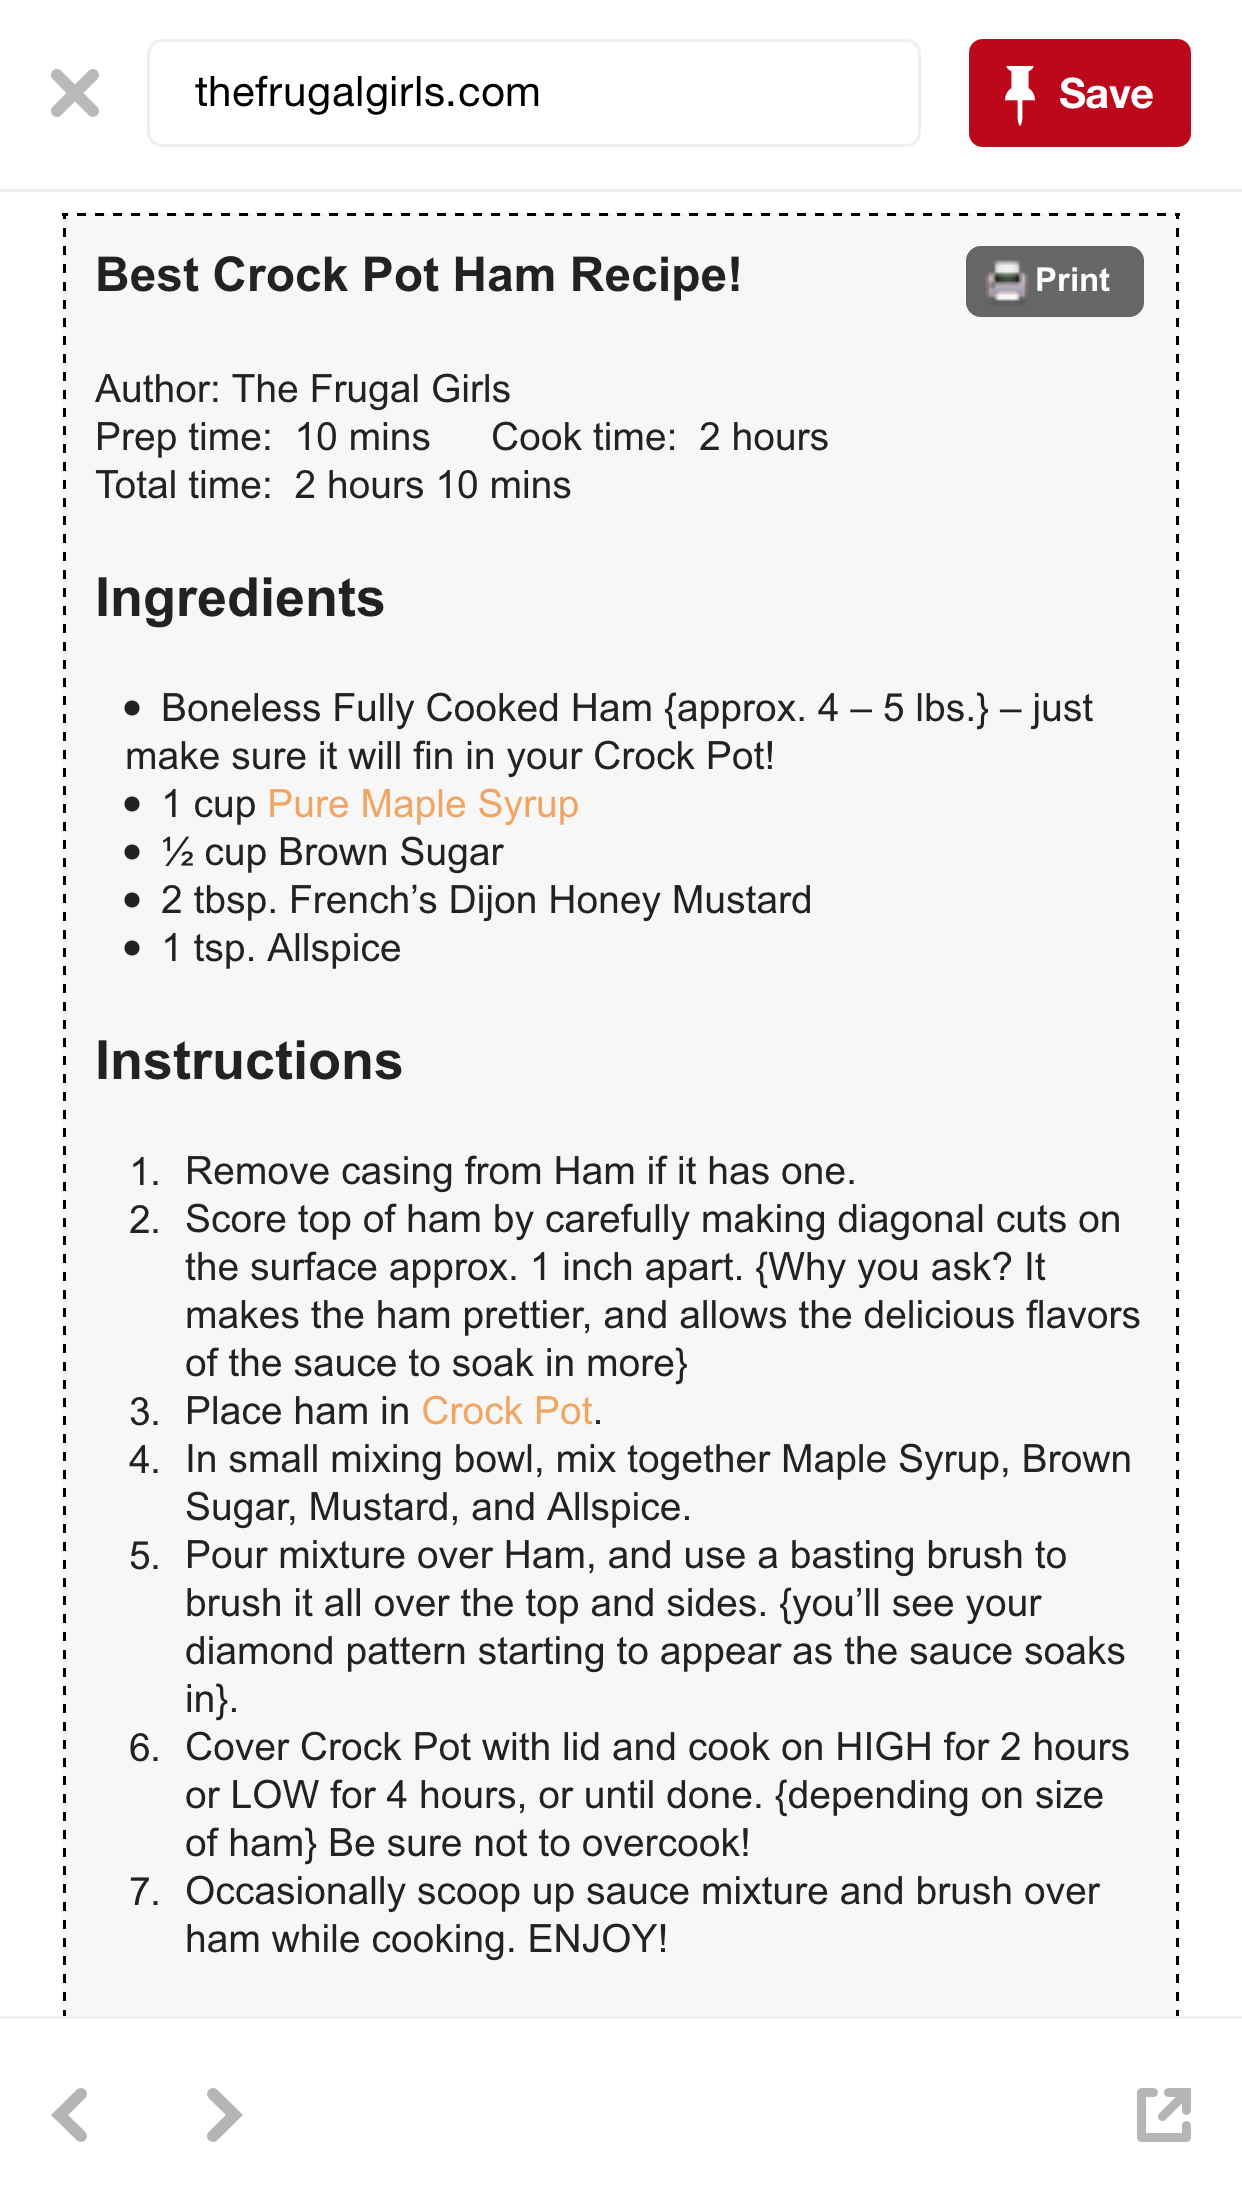 thefrugalgirls.com
Save
Best Crock Pot Ham Recipe!
Print
Author: The Frugal Girls
Prep time:  10 mins     Cook time:  2 hours
Total time:  2 hours 10 mins
Ingredients
• Boneless Fully Cooked Ham {approx. 4 – 5 lbs.} – just
make sure it will fin in your Crock Pot!
• 1 cup Pure Maple Syrup
• ½ cup Brown Sugar
• 2 tbsp. French’s Dijon Honey Mustard
• 1 tsp. Allspice
Instructions
1. Remove casing from Ham if it has one.
2. Score top of ham by carefully making diagonal cuts on
the surface approx. 1 inch apart. {Why you ask? It
makes the ham prettier, and allows the delicious flavors
of the sauce to soak in more}
3. Place ham in Crock Pot.
4. In small mixing bowl, mix together Maple Syrup, Brown
Sugar, Mustard, and Allspice.
5. Pour mixture over Ham, and use a basting brush to
brush it all over the top and sides. {you’ll see your
diamond pattern starting to appear as the sauce soaks
in}.
6. Cover Crock Pot with lid and cook on HIGH for 2 hours
or LOW for 4 hours, or until done. {depending on size
of ham} Be sure not to overcook!
7. Occasionally scoop up sauce mixture and brush over
ham while cooking. ENJOY!